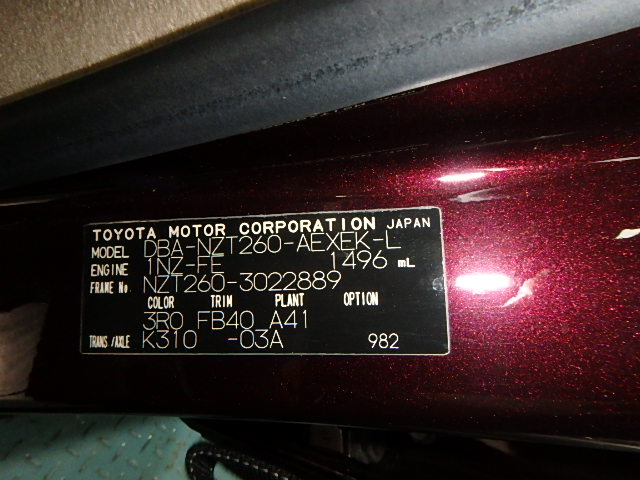 TOYOTA MOTOR CORPORATION JAPAN
MODEL DBA-NZT260-AEXEK-L
ENGINE 1NZ-FE 1496 mL
FRAME No. NZT260-3022889
COLOR TRIM PLANT OPTION
3R0 FB40 A41
TRANS/AXLE K310 -03A 982